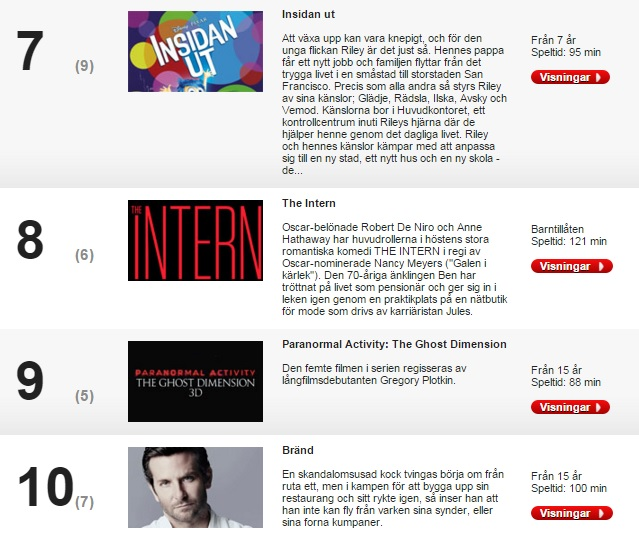 7
(9)
DISNEY PIXAR
INSIDAN
UT
Insidan ut
Att växa upp kan vara knepigt, och för den
unga flickan Riley är det just så. Hennes pappa
får ett nytt jobb och familjen flyttar från det
trygga livet i en småstad till storstaden San
Francisco. Precis som alla andra så styrs Riley
av sina känslor; Glädje, Rädsla, Ilska, Avsky och
Vemod. Känslorna bor i Huvudkontoret, ett
kontrollcentrum inuti Rileys hjärna där de
hjälper henne genom det dagliga livet. Riley
och hennes känslor kämpar med att anpassa
sig till en ny stad, ett nytt hus och en ny skola -
de...
Från 7 år
Speltid: 95 min
Visningar
8
(6)
THE
INTERN
The Intern
Oscar-belönade Robert De Niro och Anne
Hathaway har huvudrollerna i höstens stora
romantiska komedi THE INTERN i regi av
Oscar-nominerade Nancy Meyers ("Galen i
kärlek"). Den 70-åriga änklingen Ben har
tröttnat på livet som pensionär och ger sig in i
leken igen genom en praktikplats på en nätbutik
för mode som drivs av karriäristan Jules.
Barntillåten
Speltid: 121 min
Visningar
9
(5)
PARANORMAL ACTIVITY
THE GHOST DIMENSION
3D
Paranormal Activity: The Ghost Dimension
Den femte filmen i serien regisseras av
långfilmsdebutanten Gregory Plotkin.
Från 15 år
Speltid: 88 min
Visningar
10
(7)
Bränd
En skandalomsusad kock tvingas börja om från
ruta ett, men i kampen för att bygga upp sin
restaurang och sitt rykte igen, så inser han att
han inte kan fly från varken sina synder, eller
sina forna kumpaner.
Från 15 år
Speltid: 100 min
Visningar